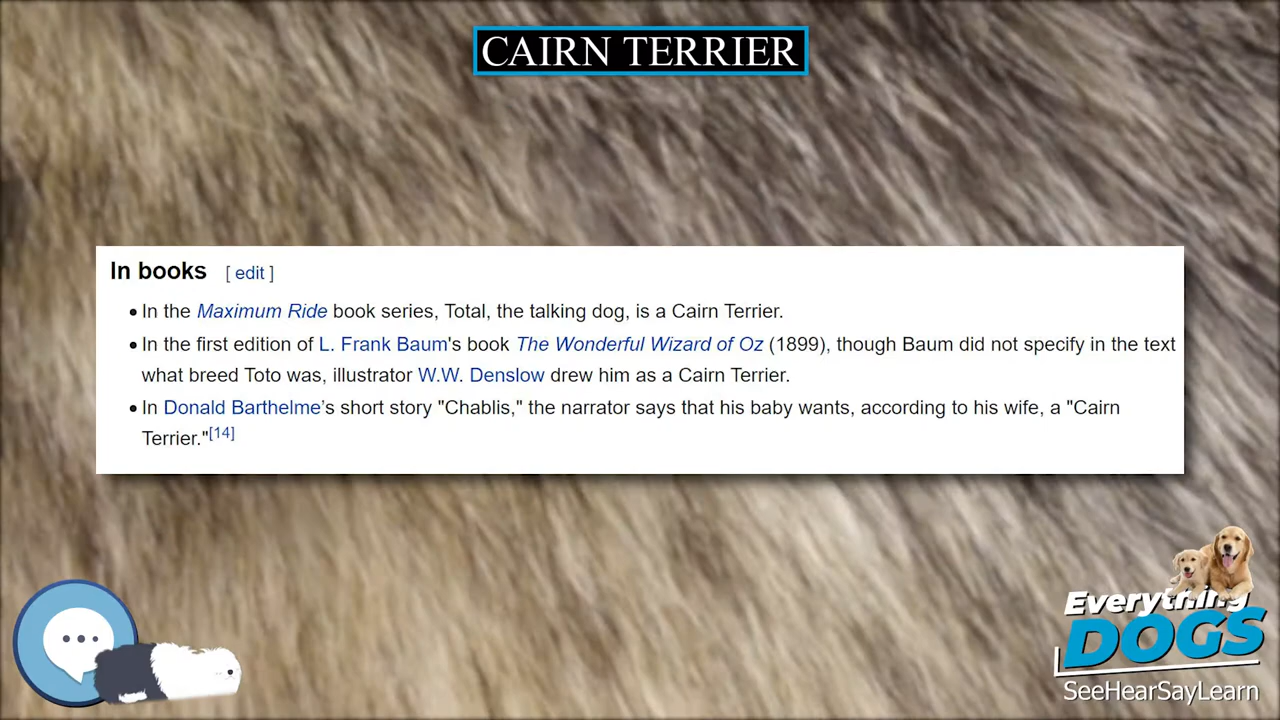 CAIRN TERRIER
In books [ edit ]
• In the Maximum Ride book series, Total, the talking dog, is a Cairn Terrier.
• In the first edition of L. Frank Baum's book The Wonderful Wizard of Oz (1899), though Baum did not specify in the text
what breed Toto was, illustrator W.W. Denslow drew him as a Cairn Terrier.
• In Donald Barthelme’s short story "Chablis," the narrator says that his baby wants, according to his wife, a "Cairn
Terrier."[14]
Everything
DOGS
SeeHearSayLearn